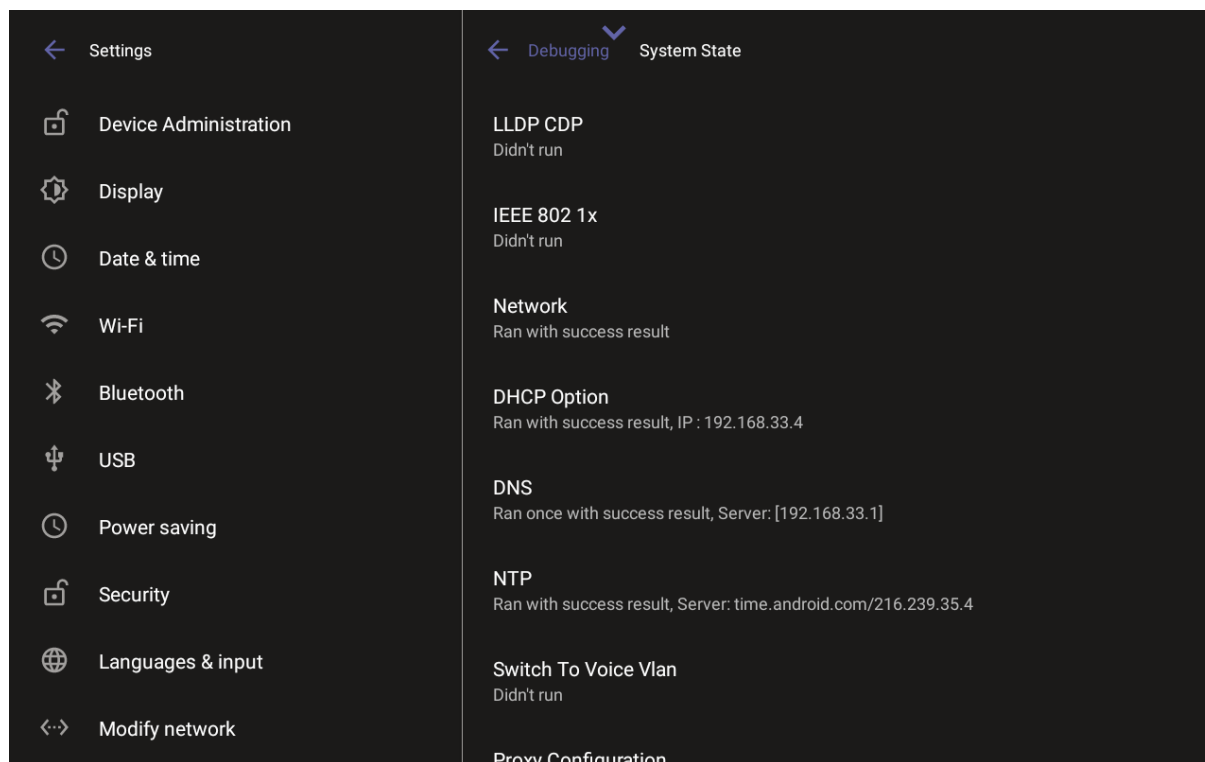 Settings
Device Administration
Display
Date & time
Wi-Fi
Bluetooth
USB
Power saving
Security
Languages & input
Modify network
Debugging System State
LLDP CDP
Didn't run
IEEE 802 1x
Didn't run
Network
Ran with success result
DHCP Option
Ran with success result, IP : 192.168.33.4
DNS
Ran once with success result, Server: [192.168.33.1]
NTP
Ran with success result, Server: time.android.com/216.239.35.4
Switch To Voice Vlan
Didn't run
Proxy Configuration